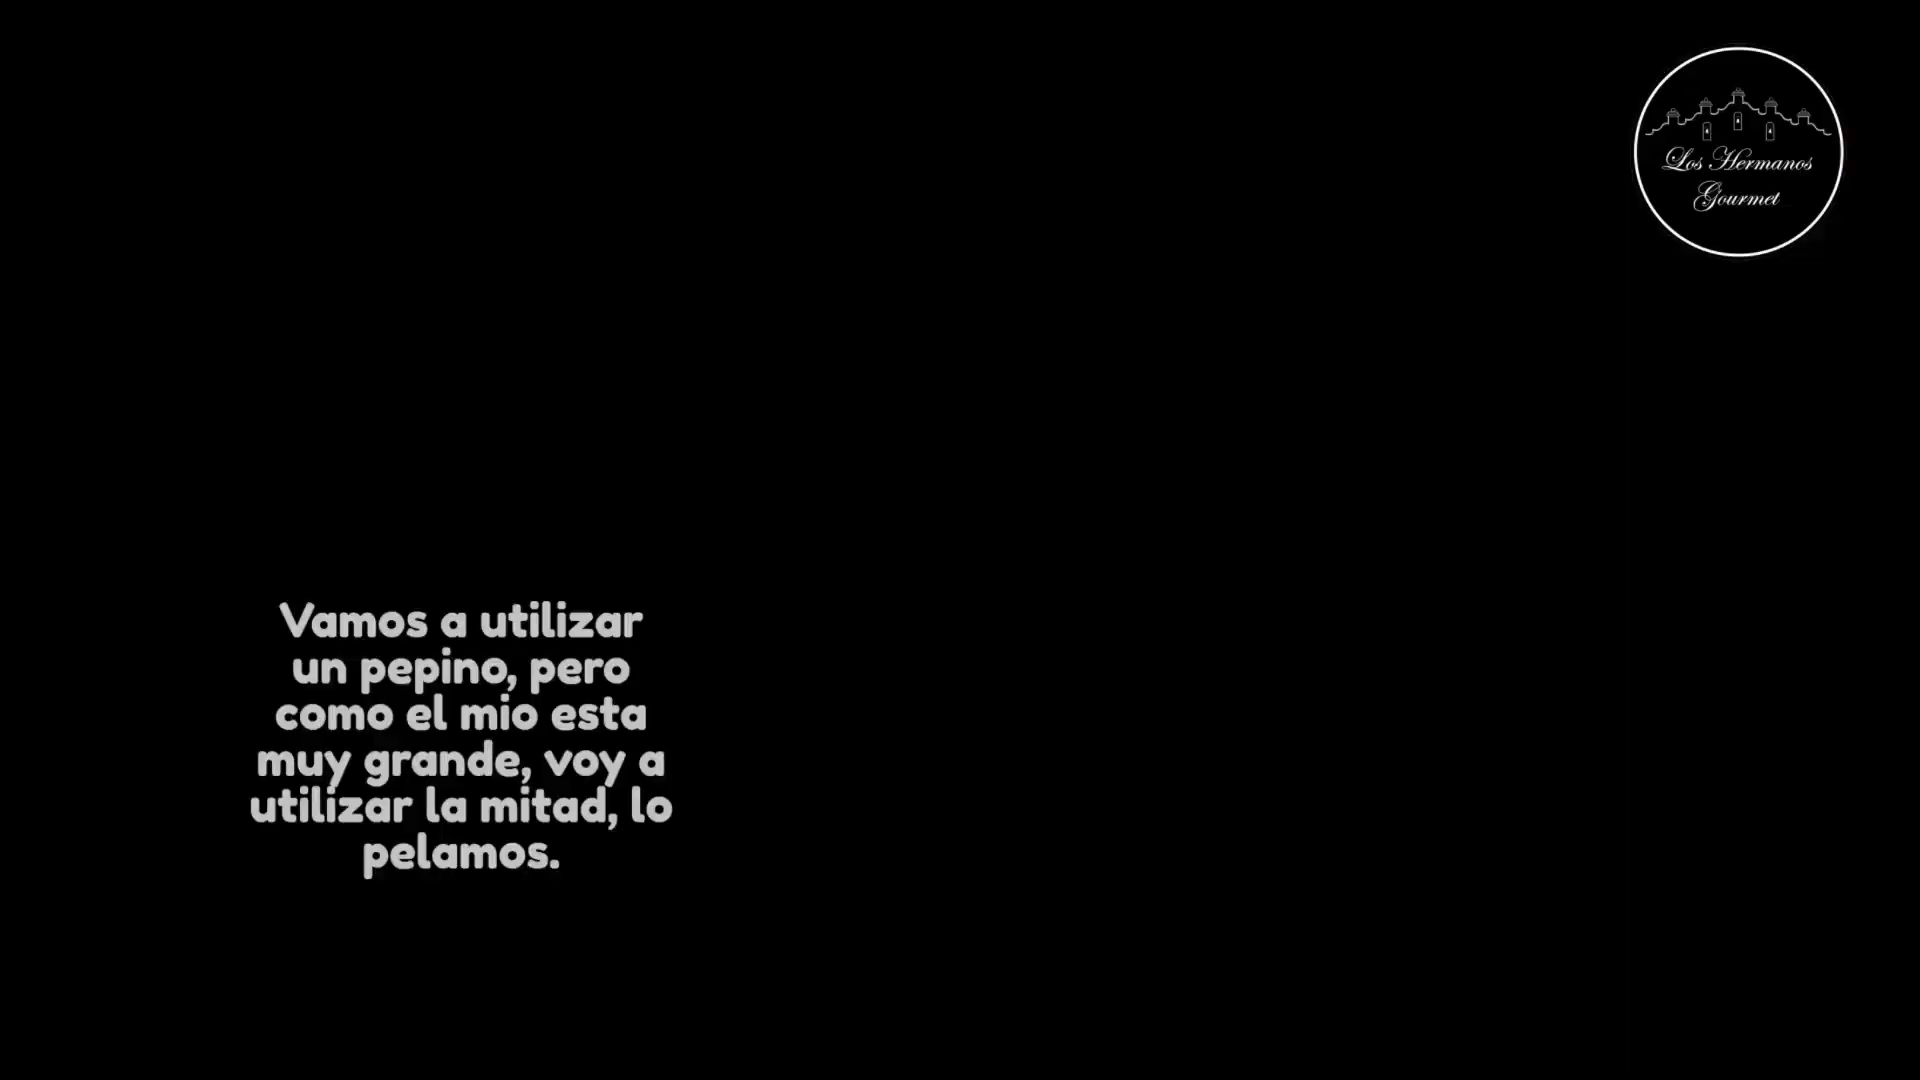 Los Hermanos
Gourmet
Vamos a utilizar
un pepino, pero
como el mio esta
muy grande, voy a
utilizar la mitad, lo
pelamos.